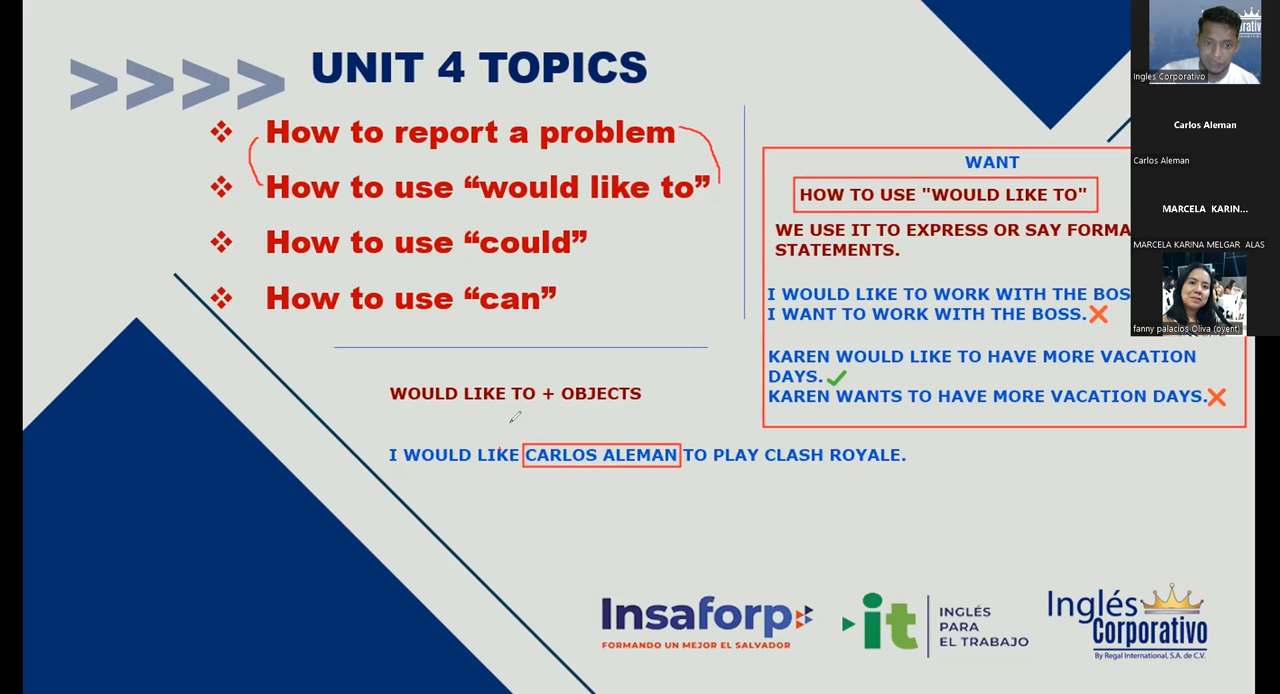 UNIT 4 TOPICS
How to report a problem
How to use “would like to”
How to use “could”
How to use “can”
WANT
HOW TO USE "WOULD LIKE TO"
WE USE IT TO EXPRESS OR SAY FORMA
STATEMENTS.
I WOULD LIKE TO WORK WITH THE BOS
I WANT TO WORK WITH THE BOSS.
KAREN WOULD LIKE TO HAVE MORE VACATION
DAYS.
KAREN WANTS TO HAVE MORE VACATION DAYS.
WOULD LIKE TO + OBJECTS
I WOULD LIKE CARLOS ALEMAN TO PLAY CLASH ROYALE.
Insaforp
FORMANDO UN MEJOR EL SALVADOR
it
INGLÉS
PARA
EL TRABAJO
Inglés
Corporativo
By Regal International, S.A. de C.V.
Ingles Corporativo
Carlos Aleman
Carlos Aleman
MARCELA KARIN...
MARCELA KARINA MELGAR ALAS
fanny palacios Oliva (oyent)